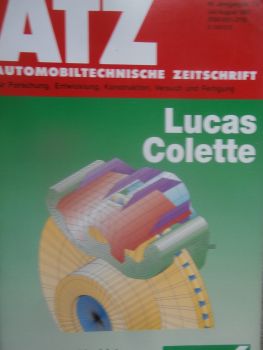 ATZ
AUTOMOBILTECHNISCHE ZEITSCHRIFT
für Forschung, Entwicklung, Konstruktion, Versuch und Fertigung
Lucas
Colette